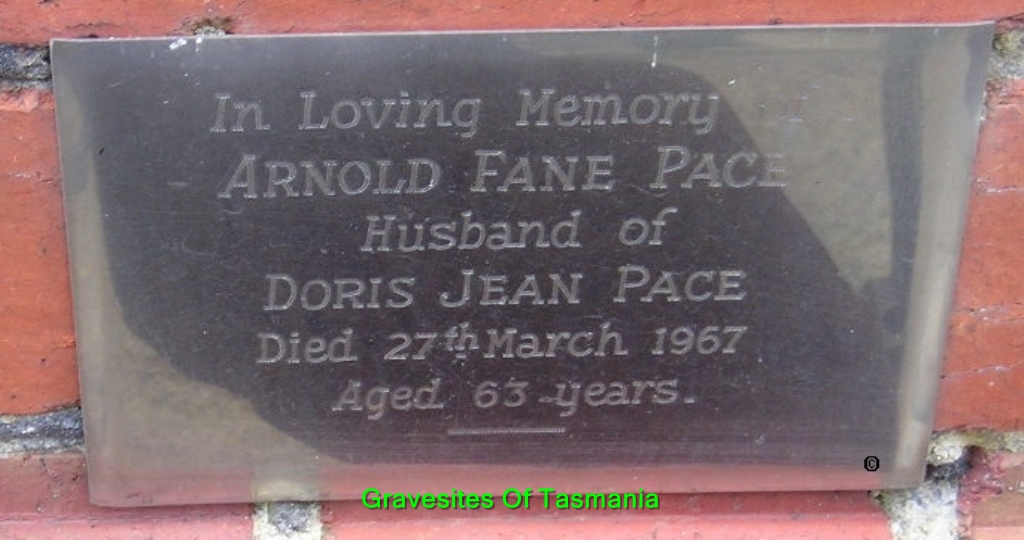 In Loving Memory of
ARNOLD FANE PACE
Husband of
DORIS JEAN PACE
Died 27th March 1967
Aged 63 years.
©
Gravesites Of Tasmania